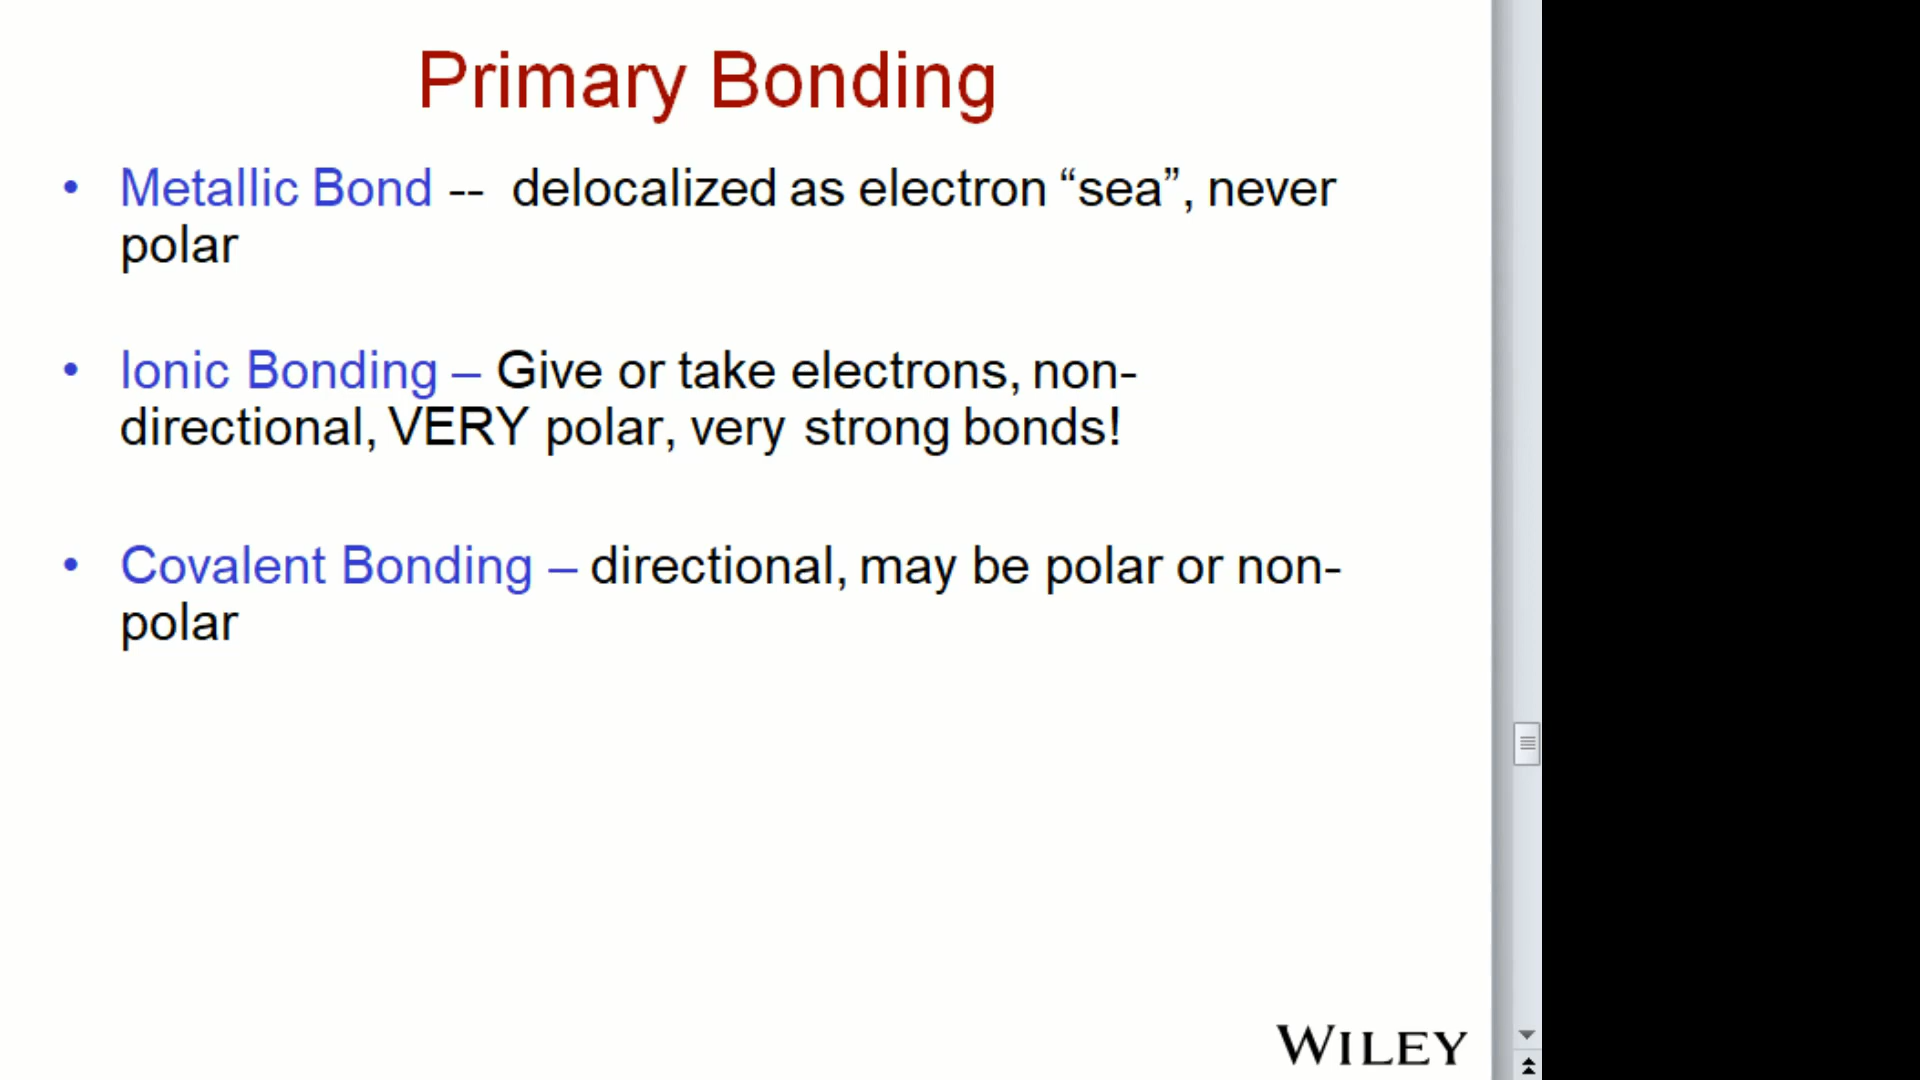 Primary Bonding
• Metallic Bond -- delocalized as electron “sea”, never
polar
• Ionic Bonding – Give or take electrons, non-
directional, VERY polar, very strong bonds!
• Covalent Bonding – directional, may be polar or non-
polar
WILEY